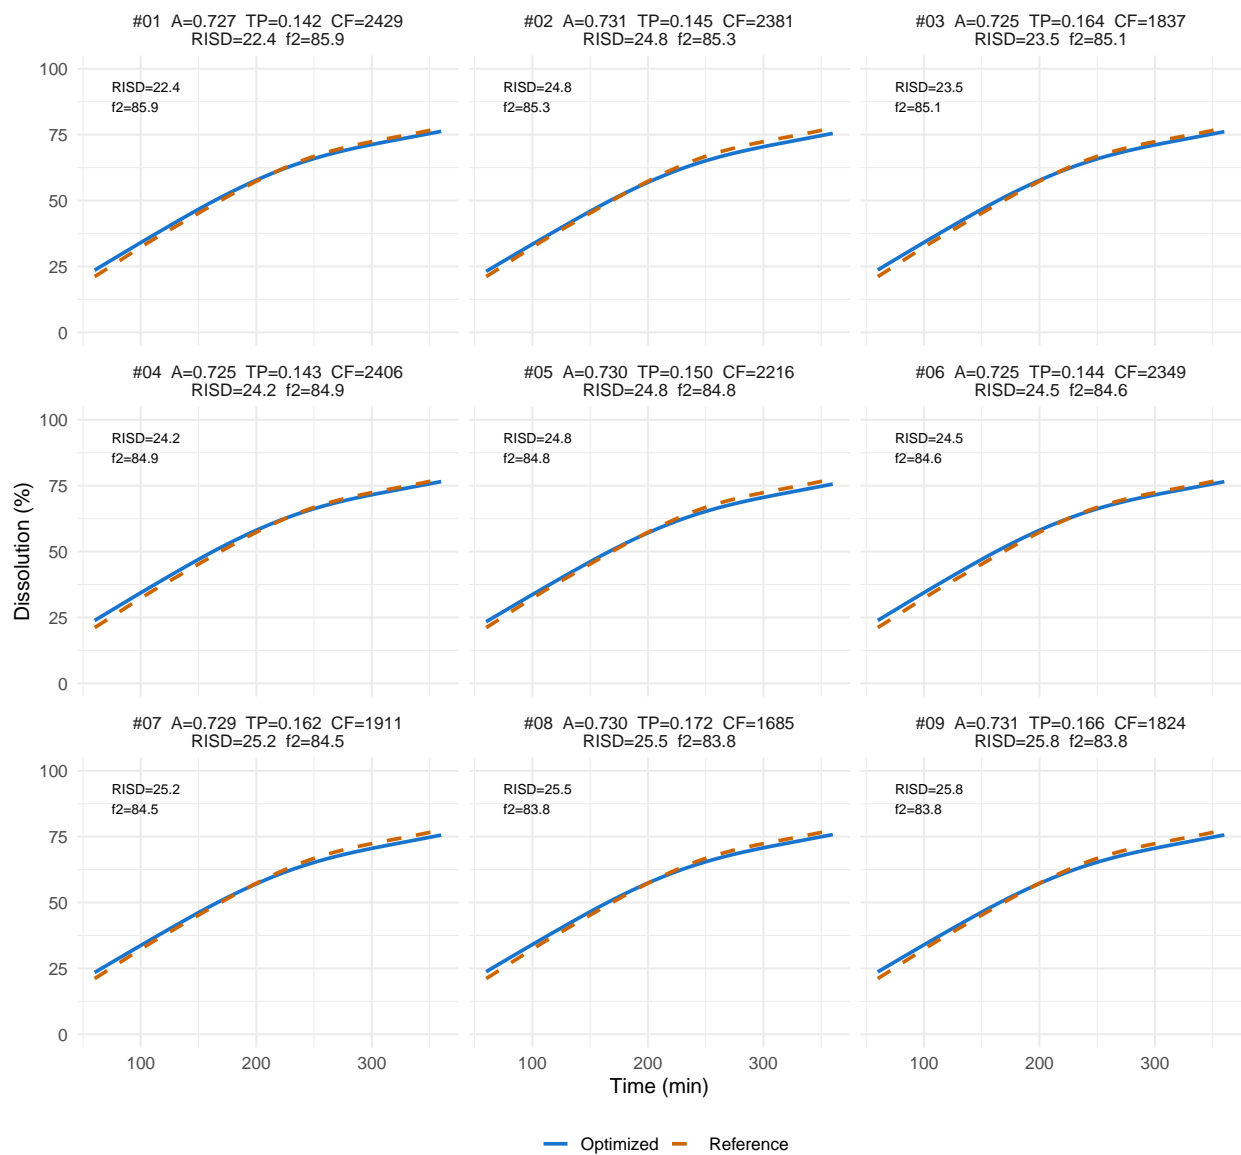 #01  A=0.727  TP=0.142  CF=2429
RISD=22.4  f2=85.9
#02  A=0.731  TP=0.145  CF=2381
RISD=24.8  f2=85.3
#03  A=0.725  TP=0.164  CF=1837
RISD=23.5  f2=85.1
100
75
50
25
0
RISD=22.4
f2=85.9
RISD=24.8
f2=85.3
RISD=23.5
f2=85.1
#04  A=0.725  TP=0.143  CF=2406
RISD=24.2  f2=84.9
#05  A=0.730  TP=0.150  CF=2216
RISD=24.8  f2=84.8
#06  A=0.725  TP=0.144  CF=2349
RISD=24.5  f2=84.6
100
75
50
25
0
RISD=24.2
f2=84.9
RISD=24.8
f2=84.8
RISD=24.5
f2=84.6
Dissolution (%)
#07  A=0.729  TP=0.162  CF=1911
RISD=25.2  f2=84.5
#08  A=0.730  TP=0.172  CF=1685
RISD=25.5  f2=83.8
#09  A=0.731  TP=0.166  CF=1824
RISD=25.8  f2=83.8
100
75
50
25
0
RISD=25.2
f2=84.5
RISD=25.5
f2=83.8
RISD=25.8
f2=83.8
100 200 300
100 200 300
100 200 300
Time (min)
Optimized Reference